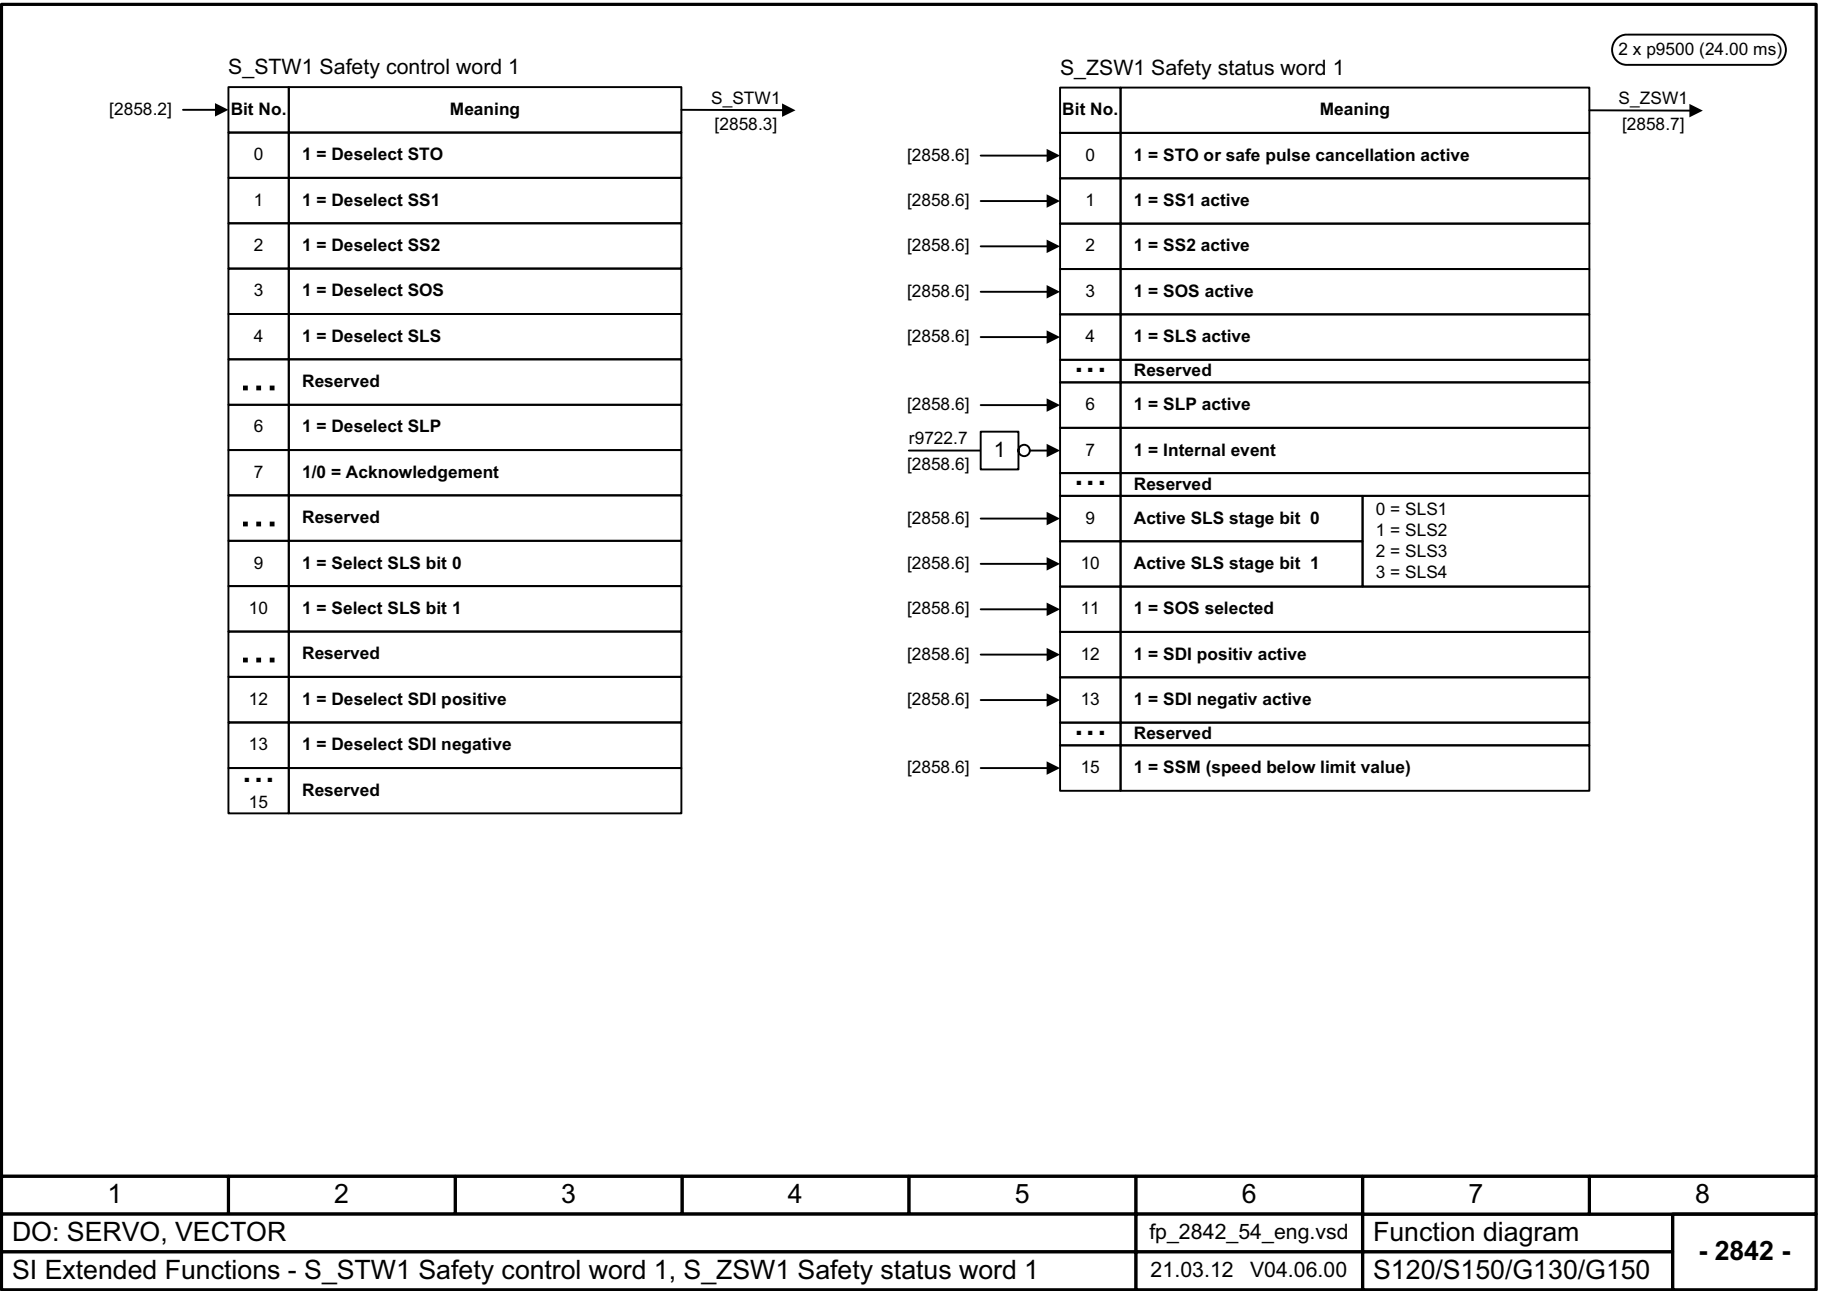 2 x p9500 (24.00 ms)
S_STW1 Safety control word 1
[2858.2] Bit No. Meaning S_STW1
[2858.3]
0 1 = Deselect STO
1 1 = Deselect SS1
2 1 = Deselect SS2
3 1 = Deselect SOS
4 1 = Deselect SLS
... Reserved
6 1 = Deselect SLP
7 1/0 = Acknowledgement
... Reserved
9 1 = Select SLS bit 0
10 1 = Select SLS bit 1
... Reserved
12 1 = Deselect SDI positive
13 1 = Deselect SDI negative
...
15 Reserved
S_ZSW1 Safety status word 1
Bit No. Meaning S_ZSW1
[2858.7]
[2858.6] 0 1 = STO or safe pulse cancellation active
[2858.6] 1 1 = SS1 active
[2858.6] 2 1 = SS2 active
[2858.6] 3 1 = SOS active
[2858.6] 4 1 = SLS active
... Reserved
[2858.6] 6 1 = SLP active
r9722.7
[2858.6] 1 7 1 = Internal event
... Reserved
[2858.6] 9 Active SLS stage bit 0
[2858.6] 10 Active SLS stage bit 1
0 = SLS1
1 = SLS2
2 = SLS3
3 = SLS4
[2858.6] 11 1 = SOS selected
[2858.6] 12 1 = SDI positiv active
[2858.6] 13 1 = SDI negativ active
... Reserved
[2858.6] 15 1 = SSM (speed below limit value)
1 2 3 4 5 6 7 8
DO: SERVO, VECTOR fp_2842_54_eng.vsd Function diagram
- 2842 -
SI Extended Functions - S_STW1 Safety control word 1, S_ZSW1 Safety status word 1 21.03.12 V04.06.00 S120/S150/G130/G150